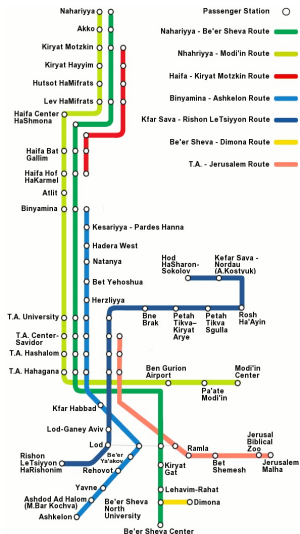 Nahariyya
Akko
Kiryat Motzkin
Kiryat Hayyim
Hutsot HaMifrats
Lev HaMifrats
Haifa Center
HaShmona
Haifa Bat
Gallim
Haifa Hof
HaKarmel
Atlit
Binyamina
Passenger Station
Nahariyya - Be'er Sheva Route
Nhahriyya - Modi'in Route
Haifa - Kiryat Motzkin Route
Binyamina - Ashkelon Route
Kfar Sava - Rishon LeTsiyyon Route
Be'er Sheva - Dimona Route
T.A. - Jerusalem Route
Kesariyya - Pardes Hanna
Hadera West
Natanya
Bet Yehoshua
Herzliyya
Hod
HaSharon-
Sokolov
Kefar Sava -
Nordau
(A.Kostyuk)
T.A. University
T.A. Center-
Savidor
T.A. Hashalom
T.A. Hahagana
Bne
Brak
Petah
Tikva–
Kiryat
Arye
Petah
Tikva
Sgulla
Rosh
Ha'Ayin
Ben Gurion
Airport
Pa'ate
Modi'in
Modi'in
Center
Kfar Habbad
Lod-Ganey Aviv
Lod
Rishon
LeTsiyyon
HaRishonim
Be'er
Ya'akov
Rehovot
Yavne
Ashdod Ad Halom
(M.Bar Kochva)
Ashkelon
Ramla
Bet
Shemesh
Jerusal
Biblical
Zoo
Jerusalem
Malha
Kiryat
Gat
Lehavim-Rahat
Be'er Sheva
North
University
Dimona
Be'er Sheva Center